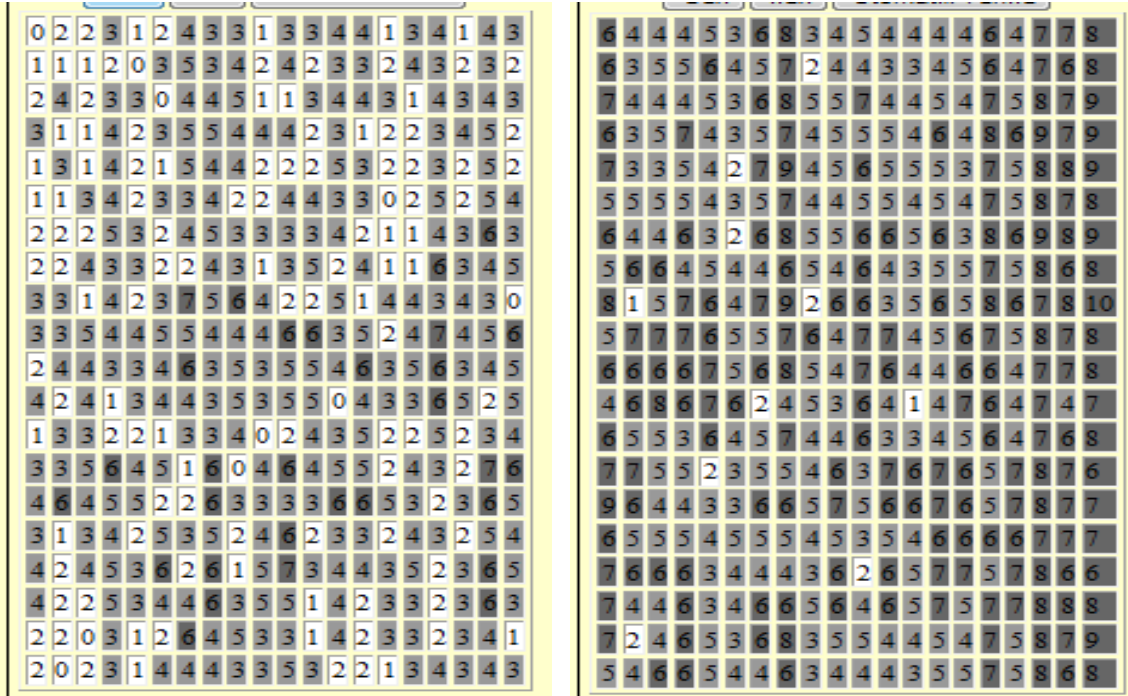 0 2 2 3 1 2 4 3 3 1 3 3 4 4 1 3 4 1 4 3
1 1 1 2 0 3 5 3 4 2 4 2 3 3 2 4 3 2 3 2
2 4 2 3 3 0 4 4 5 1 1 3 4 4 3 1 4 3 4 3
3 1 1 4 2 3 5 5 4 4 4 2 3 1 2 2 3 4 5 2
1 3 1 4 2 1 5 4 4 2 2 2 5 3 2 2 3 2 5 2
1 1 3 4 2 3 3 4 2 2 4 4 3 3 0 2 5 2 5 4
2 2 2 5 3 2 4 5 3 3 3 3 4 2 1 1 4 3 6 3
2 2 4 3 3 2 2 4 3 1 3 5 2 4 1 1 6 3 4 5
3 3 1 4 2 3 7 5 6 4 2 2 5 1 4 4 3 4 3 0
3 3 5 4 4 5 5 4 4 4 6 6 3 5 2 4 7 4 5 6
2 4 4 3 3 4 6 3 5 3 5 5 4 6 3 5 6 3 4 5
4 2 4 1 3 4 4 3 5 3 5 5 0 4 3 3 6 5 2 5
1 3 3 2 2 1 3 3 4 0 2 4 3 5 2 2 5 2 3 4
3 3 5 6 4 5 1 6 0 4 6 4 5 5 2 4 3 2 7 6
4 6 4 5 5 2 2 6 3 3 3 3 6 6 5 3 2 3 6 5
3 1 3 4 2 5 3 5 2 4 6 2 3 3 2 4 3 2 5 4
4 2 4 5 3 6 2 6 1 5 7 3 4 4 3 5 2 3 6 5
4 2 2 5 3 4 4 6 3 5 5 1 4 2 3 3 2 3 6 3
2 2 0 3 1 2 6 4 5 3 3 1 4 2 3 3 2 3 4 1
2 0 2 3 1 4 4 4 3 3 5 3 2 2 1 3 4 3 4 3
6 4 4 4 5 3 6 8 3 4 5 4 4 4 4 6 4 7 7 8
6 3 5 5 6 4 5 7 2 4 4 3 3 4 5 6 4 7 6 8
7 4 4 4 5 3 6 8 5 5 7 4 4 5 4 7 5 8 7 9
6 3 5 7 4 3 5 7 4 5 5 5 4 6 4 8 6 9 7 9
7 3 3 5 4 2 7 9 4 5 6 5 5 5 3 7 5 8 8 9
5 5 5 5 4 3 5 7 4 4 5 5 4 5 4 7 5 8 7 8
6 4 4 6 3 2 6 8 5 5 6 6 5 6 3 8 6 9 8 9
5 6 6 4 5 4 4 6 5 4 6 4 3 5 5 7 5 8 6 8
8 1 5 7 6 4 7 9 2 6 6 3 5 6 5 8 6 7 8 10
5 7 7 7 6 5 5 7 6 4 7 7 4 5 6 7 5 8 7 8
6 6 6 6 7 5 6 8 5 4 7 6 4 4 6 6 4 7 7 8
4 6 8 6 7 6 2 4 5 3 6 4 1 4 7 6 4 7 4 7
6 5 5 3 6 4 5 7 4 4 6 3 3 4 5 6 4 7 6 8
7 7 5 5 2 3 5 5 4 6 3 7 6 7 6 5 7 8 7 6
9 6 4 4 3 3 6 6 5 7 5 6 6 7 6 5 7 8 7 7
6 5 5 5 4 5 5 5 4 5 3 5 4 6 6 6 6 7 7 7
7 6 6 6 3 4 4 4 3 6 2 6 5 7 7 5 7 8 6 6
7 4 4 6 3 4 6 6 5 6 4 6 5 7 5 7 7 8 8 8
7 2 4 6 5 3 6 8 3 5 5 4 4 5 4 7 5 8 7 9
5 4 6 6 5 4 4 6 3 4 4 4 3 5 5 7 5 8 6 8